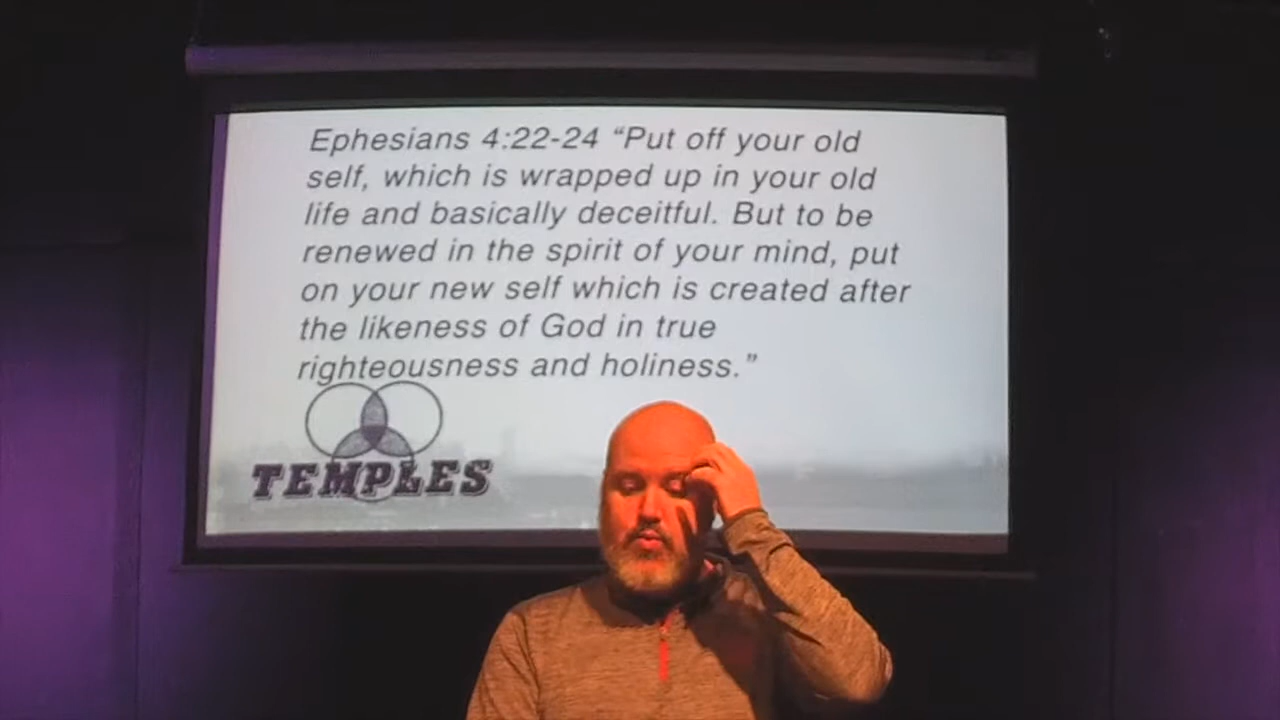 Ephesians 4:22-24 “Put off your old
self, which is wrapped up in your old
life and basically deceitful. But to be
renewed in the spirit of your mind, put
on your new self which is created after
the likeness of God in true
righteousness and holiness.”
TEMPLES